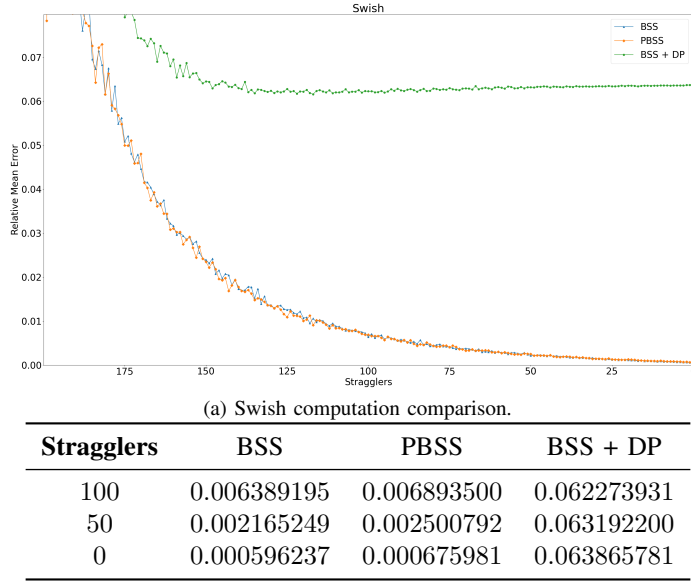 Swish
BSS
PBSS
BSS + DP
0.07
0.06
0.05
0.04
0.03
0.02
0.01
0.00
Relative Mean Error
175 150 125 100 75 50 25
Stragglers
(a) Swish computation comparison.
Stragglers BSS PBSS BSS + DP
100 0.006389195 0.006893500 0.062273931
50 0.002165249 0.002500792 0.063192200
0 0.000596237 0.000675981 0.063865781